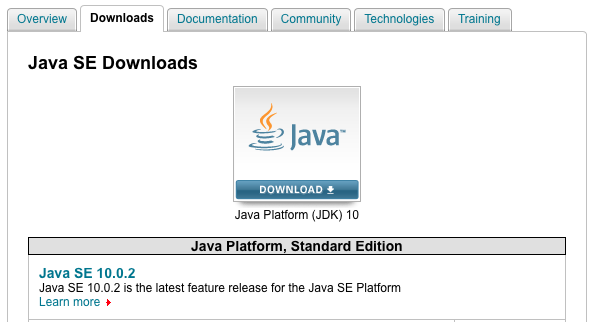 Overview Downloads Documentation Community Technologies Training
Java SE Downloads
Java™
DOWNLOAD
Java Platform (JDK) 10
Java Platform, Standard Edition
Java SE 10.0.2
Java SE 10.0.2 is the latest feature release for the Java SE Platform
Learn more